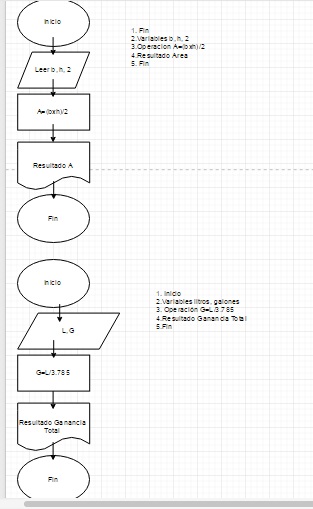 Inicio
Leer b, h, 2
A=(bxh)/2
Resultado A
Fin
1. Fin
2.Variables b, h, 2
3.Operacion A=(bxh)/2
4.Resultado Area
5. Fin
Inicio
L,G
G=L/3.785
Resultado Ganancia
Total
Fin
1. Inicio
2.Variables litros, galones
3. Operación G=L/3.785
4.Resultado Ganancia Total
5.Fin